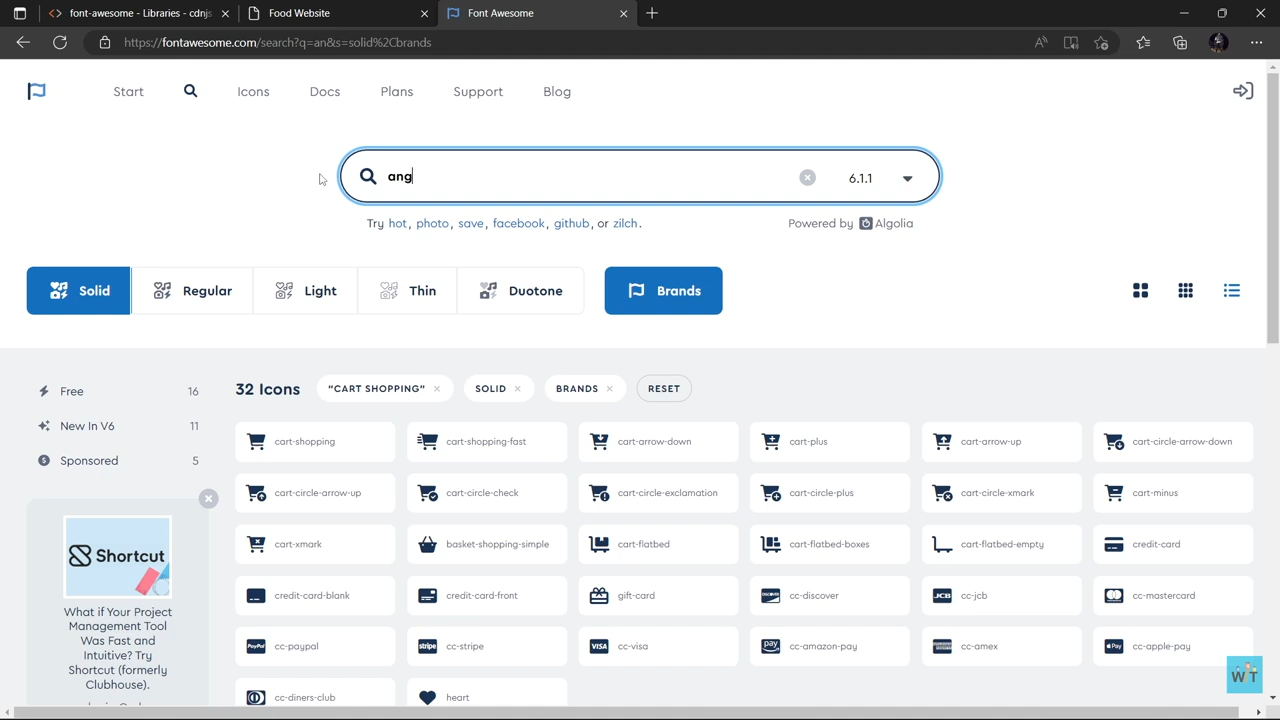 font-awesome - Libraries - cdnjs
Food Website
Font Awesome
https://fontawesome.com/search?q=an&s=solid%2Cbrands
Start
Icons
Docs
Plans
Support
Blog
ang
6.1.1
Try hot, photo, save, facebook, github, or zilch.
Powered by Algolia
Solid
Regular
Light
Thin
Duotone
Brands
Free 16
New In V6 11
Sponsored 5
32 Icons
"CART SHOPPING" ×
SOLID ×
BRANDS ×
RESET
cart-shopping
cart-shopping-fast
cart-arrow-down
cart-plus
cart-arrow-up
cart-circle-arrow-down
cart-circle-arrow-up
cart-circle-check
cart-circle-exclamation
cart-circle-plus
cart-circle-xmark
cart-minus
cart-xmark
basket-shopping-simple
cart-flatbed
cart-flatbed-boxes
cart-flatbed-empty
credit-card
credit-card-blank
credit-card-front
gift-card
DISCOVER cc-discover
JCB cc-jcb
cc-mastercard
PayPal cc-paypal
stripe cc-stripe
VISA cc-visa
pay cc-amazon-pay
cc-amex
Pay cc-apple-pay
cc-diners-club
heart
Shortcut
What if Your Project
Management Tool
Was Fast and
Intuitive? Try
Shortcut (formerly
Clubhouse).
WT